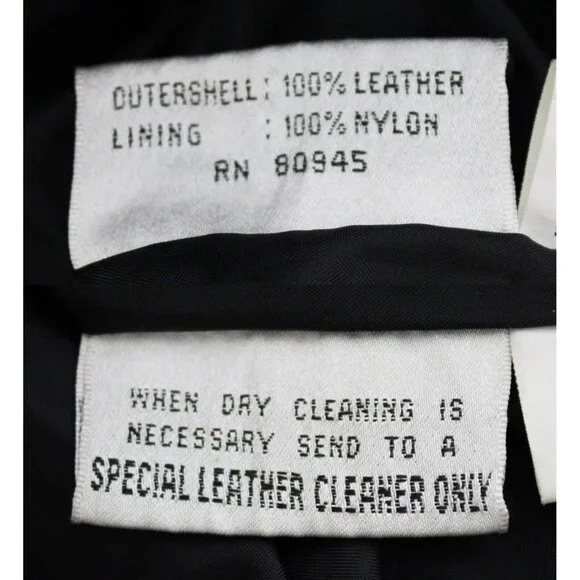 OUTERSHELL: 100% LEATHER
LINING : 100% NYLON
RN 80945
WHEN DRY CLEANING IS
NECESSARY SEND TO A
SPECIAL LEATHER CLEANER ONLY